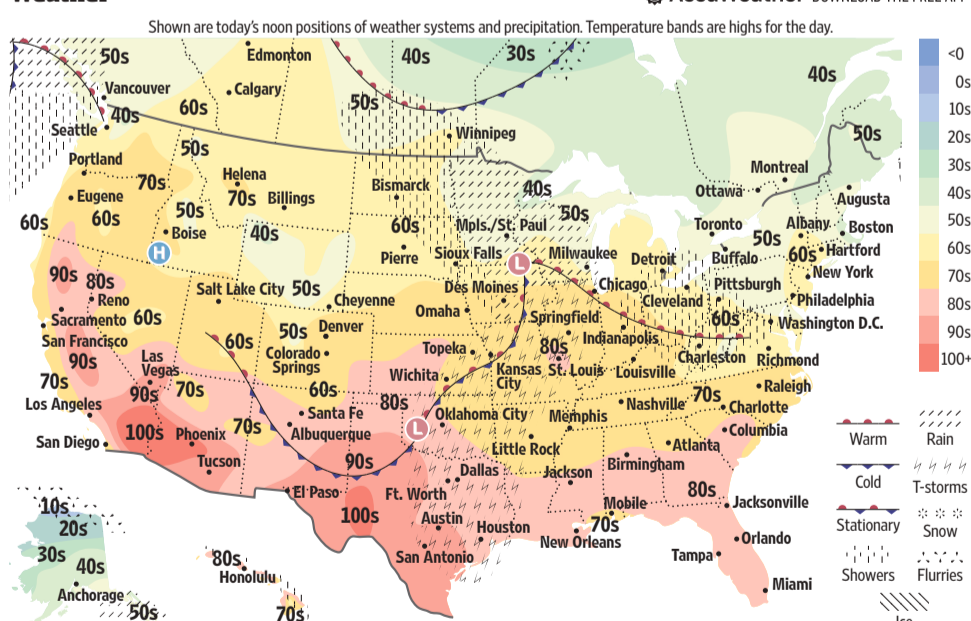 Weather
AccuWeather DOWNLOAD THE FREE APP
Shown are today's noon positions of weather systems and precipitation. Temperature bands are highs for the day.
50s
Edmonton
40s
30s
40s
<0
0s
10s
20s
30s
40s
50s
60s
70s
80s
90s
100+
Vancouver
Calgary
60s
50s
40s
Seattle
Winnipeg
50s
50s
Portland
Montreal
70s
Helena
70s
Bismarck
40s
Ottawa
Eugene
Billings
Augusta
60s
60s
50s
60s
50s
Mpls./St. Paul
Toronto
50s
Albany
Boston
Boise
40s
H
Pierre
Sioux Falls
L
Milwaukee
Detroit
Buffalo
60s
Hartford
90s
80s
Salt Lake City
50s
Des Moines
Chicago
Pittsburgh
New York
Reno
Cheyenne
Omaha
Cleveland
Philadelphia
Sacramento
60s
Springfield
60s
Washington D.C.
San Francisco
60s
50s
Denver
Indianapolis
90s
Las
Vegas
Colorado
Springs
Topeka
80s
St. Louis
Charleston
Richmond
70s
90s
70s
60s
Wichita
Kansas
City
Louisville
Raleigh
Los Angeles
Santa Fe
80s
Oklahoma City
Nashville
70s
Charlotte
100s
Phoenix
70s
Albuquerque
L
Memphis
Columbia
San Diego
Little Rock
Atlanta
Tucson
90s
Dallas
Jackson
Birmingham
El Paso
Ft. Worth
80s
10s
100s
Mobile
Jacksonville
20s
Austin
Houston
70s
30s
New Orleans
Orlando
40s
80s
San Antonio
Tampa
Anchorage
Honolulu
Miami
50s
70s
Warm
Rain
Cold
T-storms
Stationary
Snow
Showers
Flurries
Ice